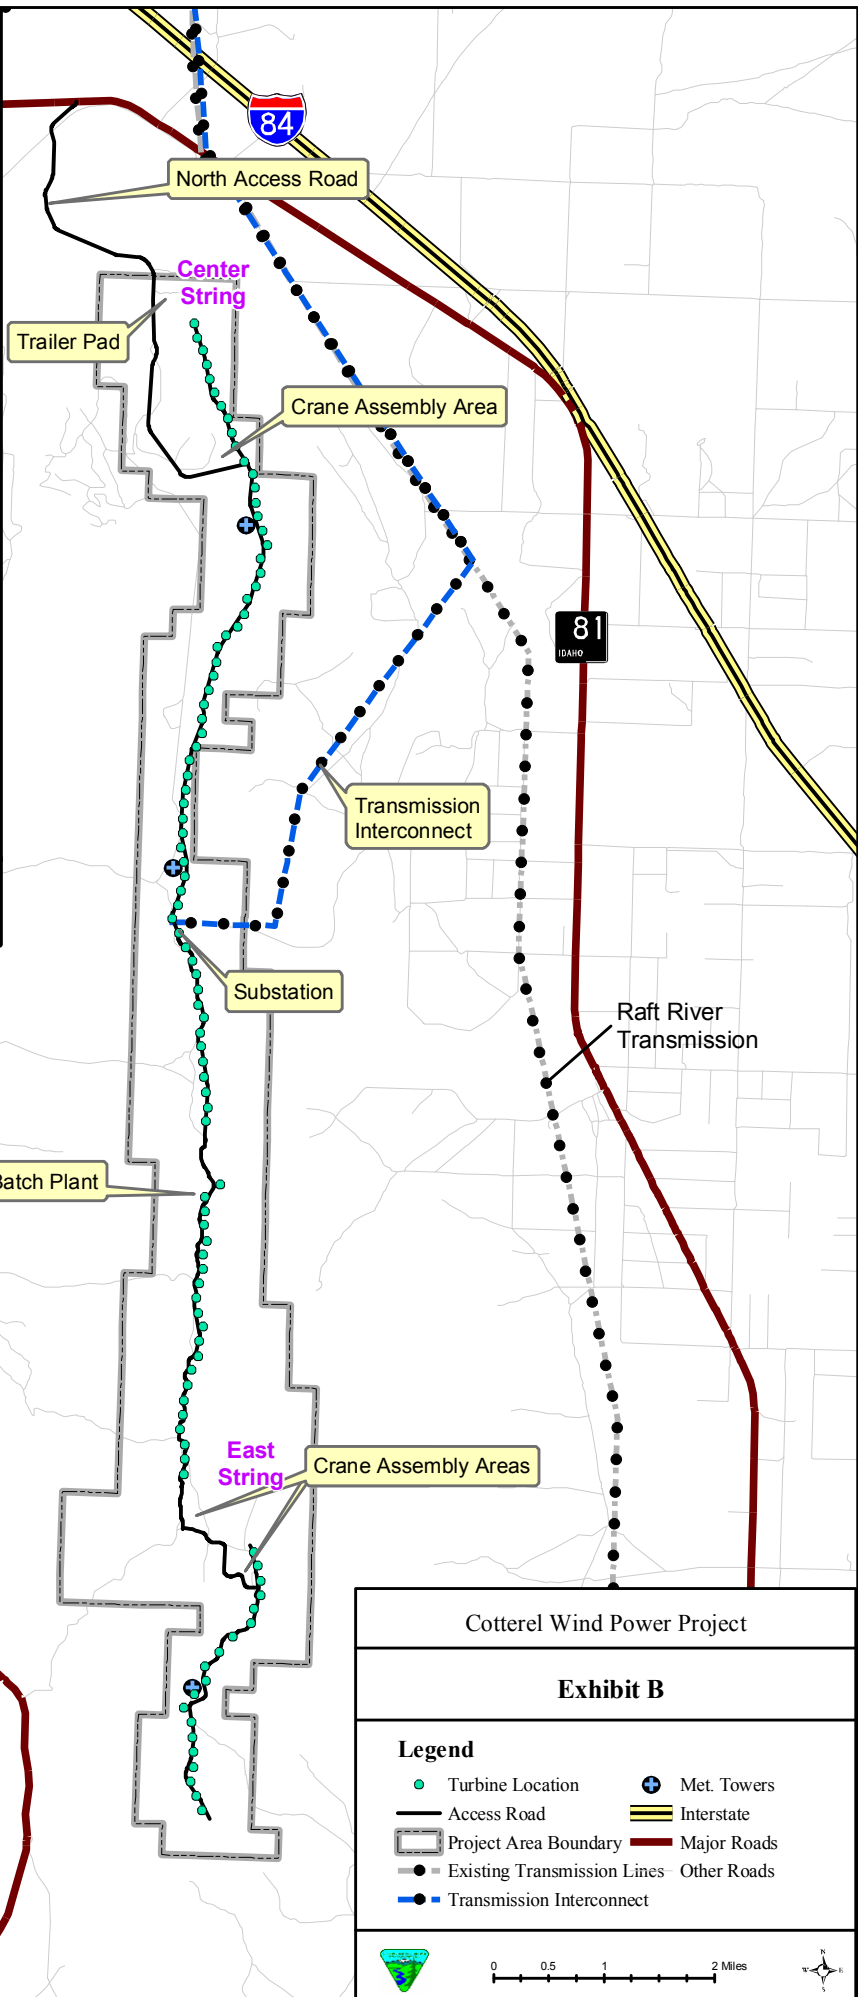 84
North Access Road
Center
String
Trailer Pad
Crane Assembly Area
81
IDAHO
Transmission
Interconnect
Substation
Raft River
Transmission
Batch Plant
East
String
Crane Assembly Areas
Cotterel Wind Power Project
Exhibit B
Legend
Turbine Location
Met. Towers
Access Road
Interstate
Project Area Boundary
Major Roads
Existing Transmission Lines
Other Roads
Transmission Interconnect
0 0.5 1 2 Miles
N
W E
S